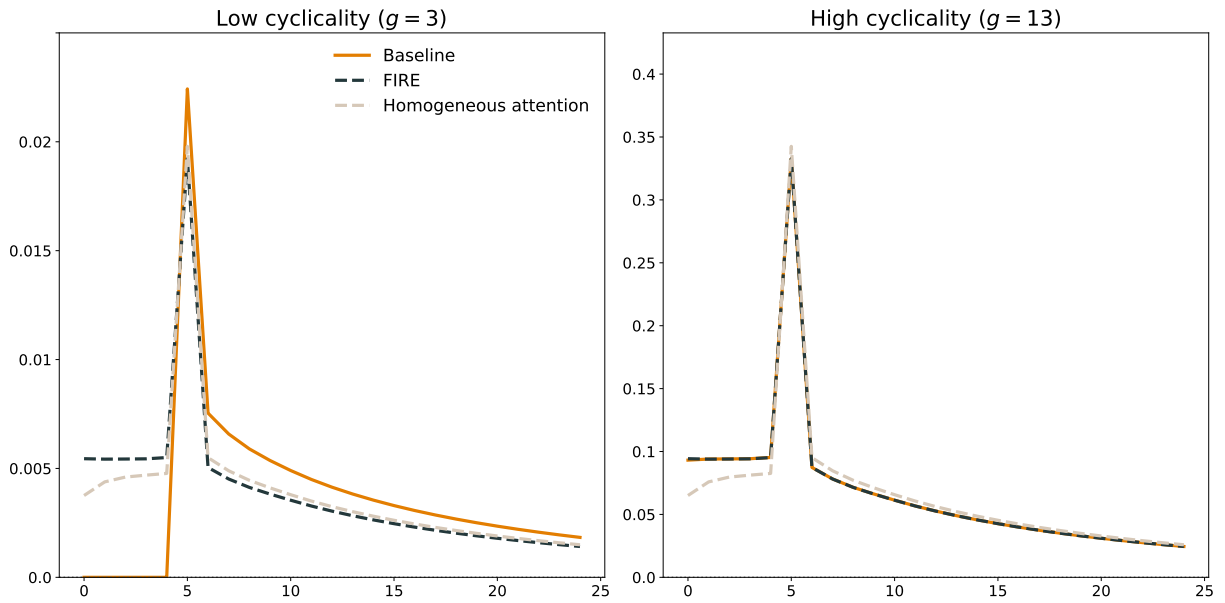 Low cyclicality (g = 3)
Baseline
FIRE
Homogeneous attention
0.02
0.015
0.01
0.005
0.0
0 5 10 15 20 25
High cyclicality (g = 13)
0.4
0.35
0.3
0.25
0.2
0.15
0.1
0.05
0.0
0 5 10 15 20 25